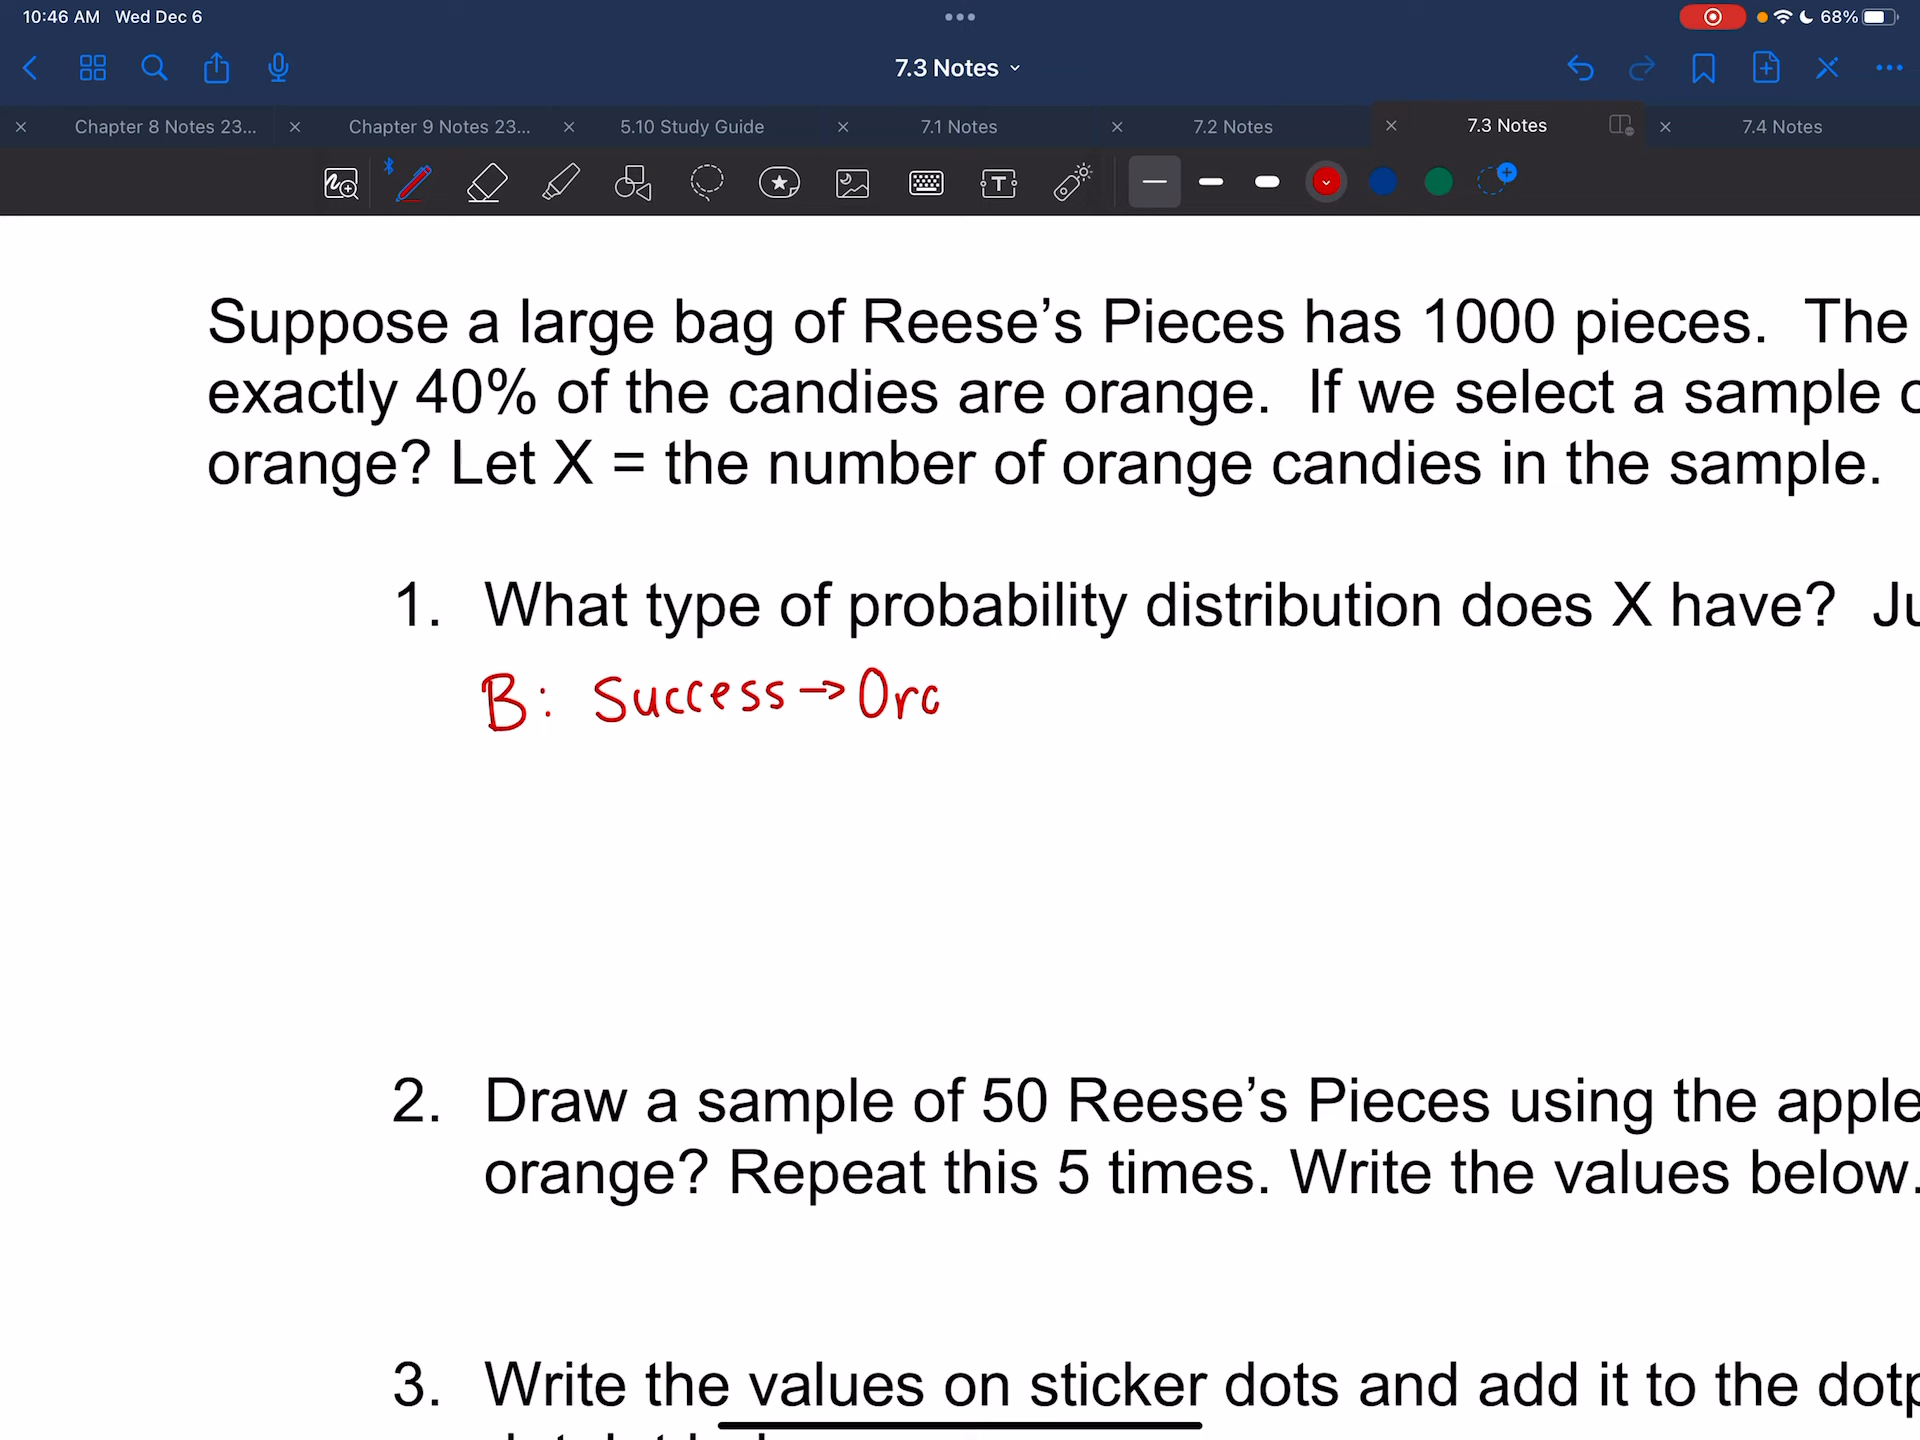 10:46 AM Wed Dec 6
68%
7.3 Notes
Chapter 8 Notes 23...
Chapter 9 Notes 23...
5.10 Study Guide
7.1 Notes
7.2 Notes
7.3 Notes
7.4 Notes
Suppose a large bag of Reese’s Pieces has 1000 pieces. The
exactly 40% of the candies are orange. If we select a sample
orange? Let X = the number of orange candies in the sample.
1. What type of probability distribution does X have? Ju
B: Success → Ora
2. Draw a sample of 50 Reese’s Pieces using the apple
orange? Repeat this 5 times. Write the values below.
3. Write the values on sticker dots and add it to the dotp